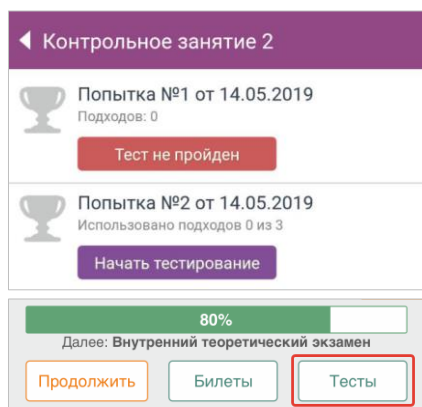 Контрольное занятие 2
Попытка №1 от 14.05.2019
Подходов: 0
Тест не пройден
Попытка №2 от 14.05.2019
Использовано подходов 0 из 3
Начать тестирование
80%
Далее: Внутренний теоретический экзамен
Продолжить Билеты Тесты